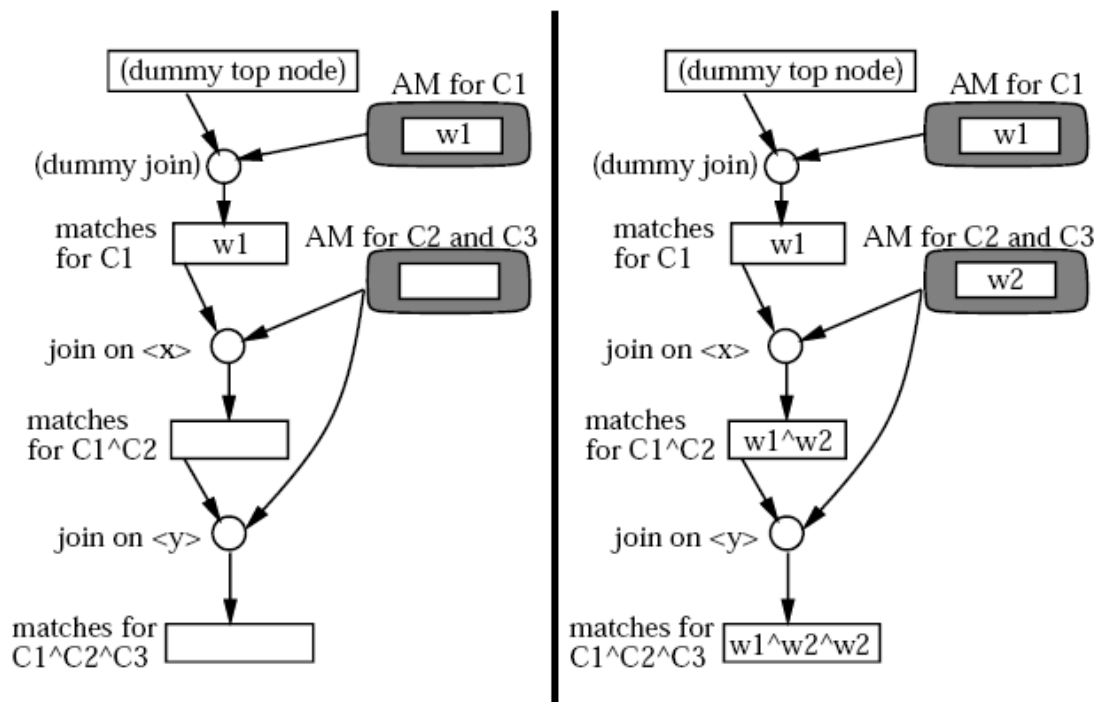 (dummy top node)
AM for C1
w1
(dummy join)
matches
for C1
w1
AM for C2 and C3
join on <x>
matches
for C1^C2
join on <y>
matches for
C1^C2^C3
(dummy top node)
AM for C1
w1
(dummy join)
matches
for C1
w1
AM for C2 and C3
w2
join on <x>
matches
for C1^C2
w1^w2
join on <y>
matches for
C1^C2^C3
w1^w2^w2